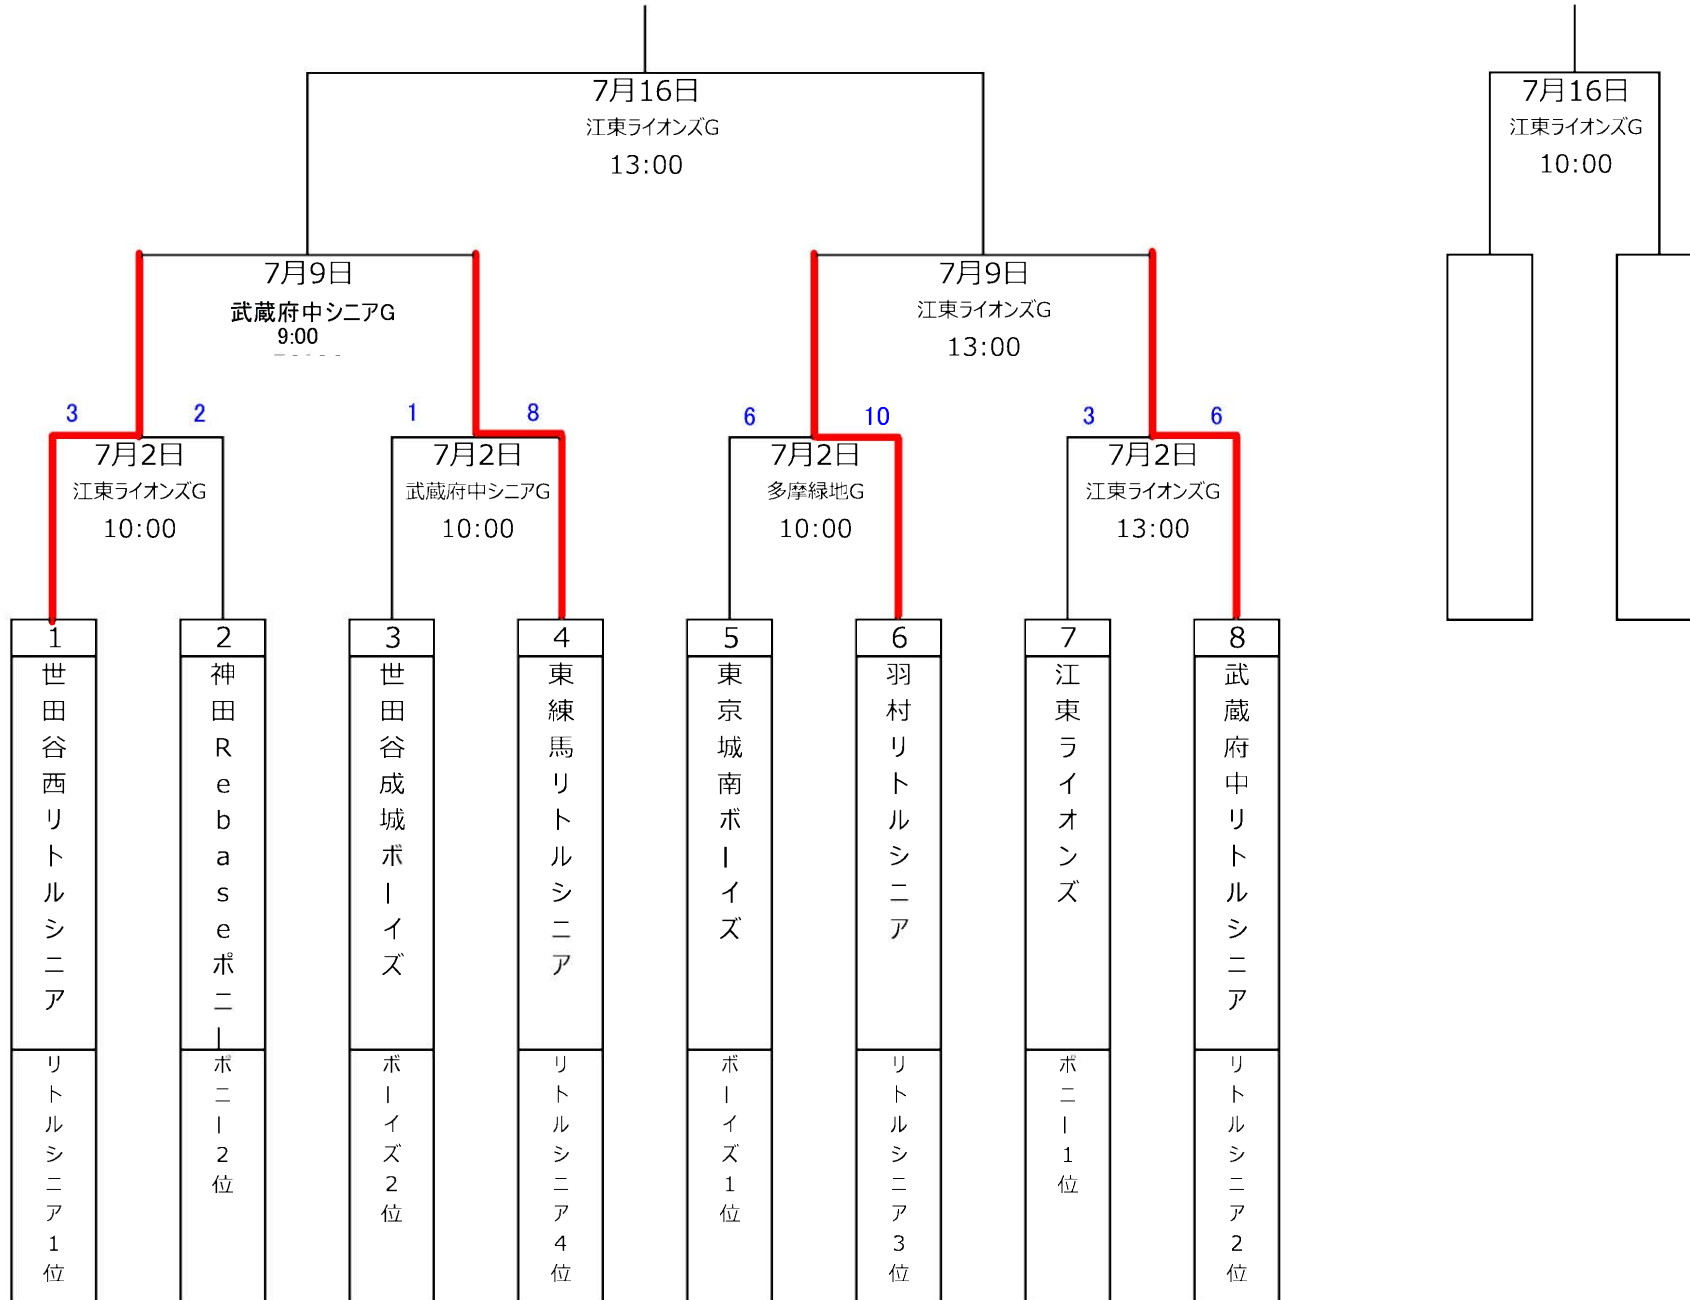 7月16日
江東ライオンズG
13:00
7月16日
江東ライオンズG
10:00
7月9日
武蔵府中シニアG
9:00
7月9日
江東ライオンズG
13:00
3
2
1
8
6
10
3
6
7月2日
江東ライオンズG
10:00
7月2日
武蔵府中シニアG
10:00
7月2日
多摩緑地G
10:00
7月2日
江東ライオンズG
13:00
1
世田谷西リトルシニア
リトルシニア1位
2
神田Rebaseポニー
ポニー2位
3
世田谷成城ボーイズ
ボーイズ2位
4
東練馬リトルシニア
リトルシニア4位
5
東京城南ボーイズ
ボーイズ1位
6
羽村リトルシニア
リトルシニア3位
7
江東ライオンズ
ポニー1位
8
武蔵府中リトルシニア
リトルシニア2位